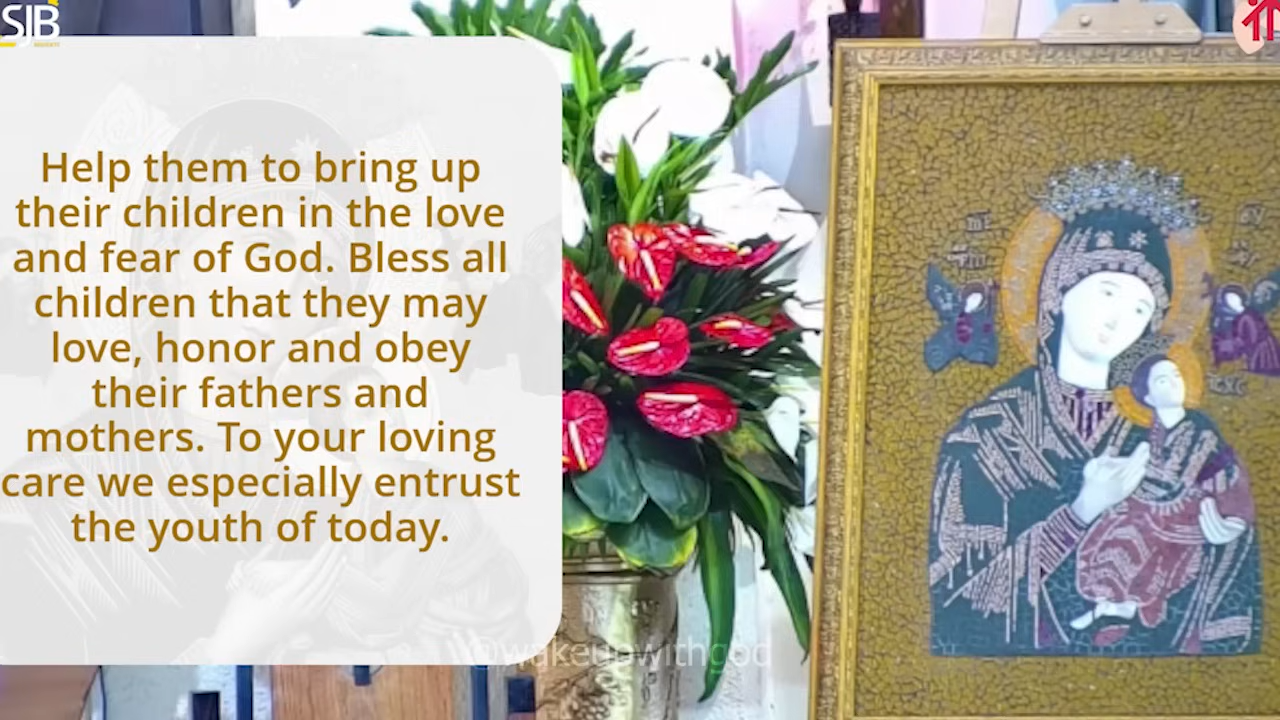 SJB
Help them to bring up
their children in the love
and fear of God. Bless all
children that they may
love, honor and obey
their fathers and
mothers. To your loving
care we especially entrust
the youth of today.
@wakeupwithgod